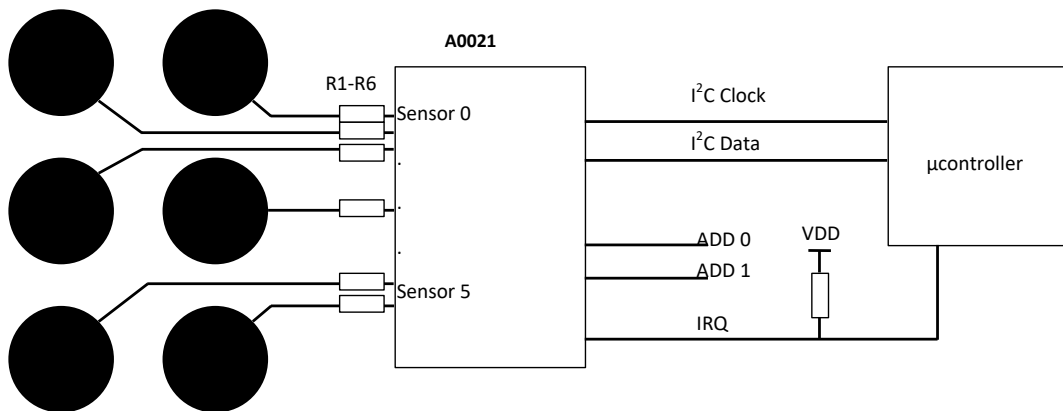 A0021
R1-R6
Sensor 0
.
.
.
Sensor 5
I²C Clock
I²C Data
ADD 0
ADD 1
IRQ
VDD
µcontroller